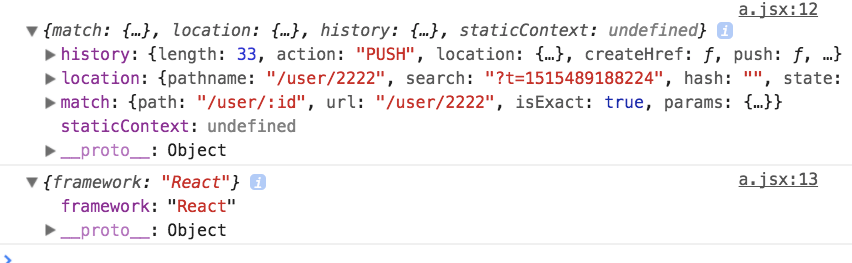 a.jsx:12
▼{match: {…}, location: {…}, history: {…}, staticContext: undefined} i
▶history: {length: 33, action: "PUSH", location: {…}, createHref: ƒ, push: ƒ, …}
▶location: {pathname: "/user/2222", search: "?t=1515489188224", hash: "", state:
▶match: {path: "/user/:id", url: "/user/2222", isExact: true, params: {…}}
staticContext: undefined
▶__proto__: Object
▼{framework: "React"} i a.jsx:13
framework: "React"
▶__proto__: Object